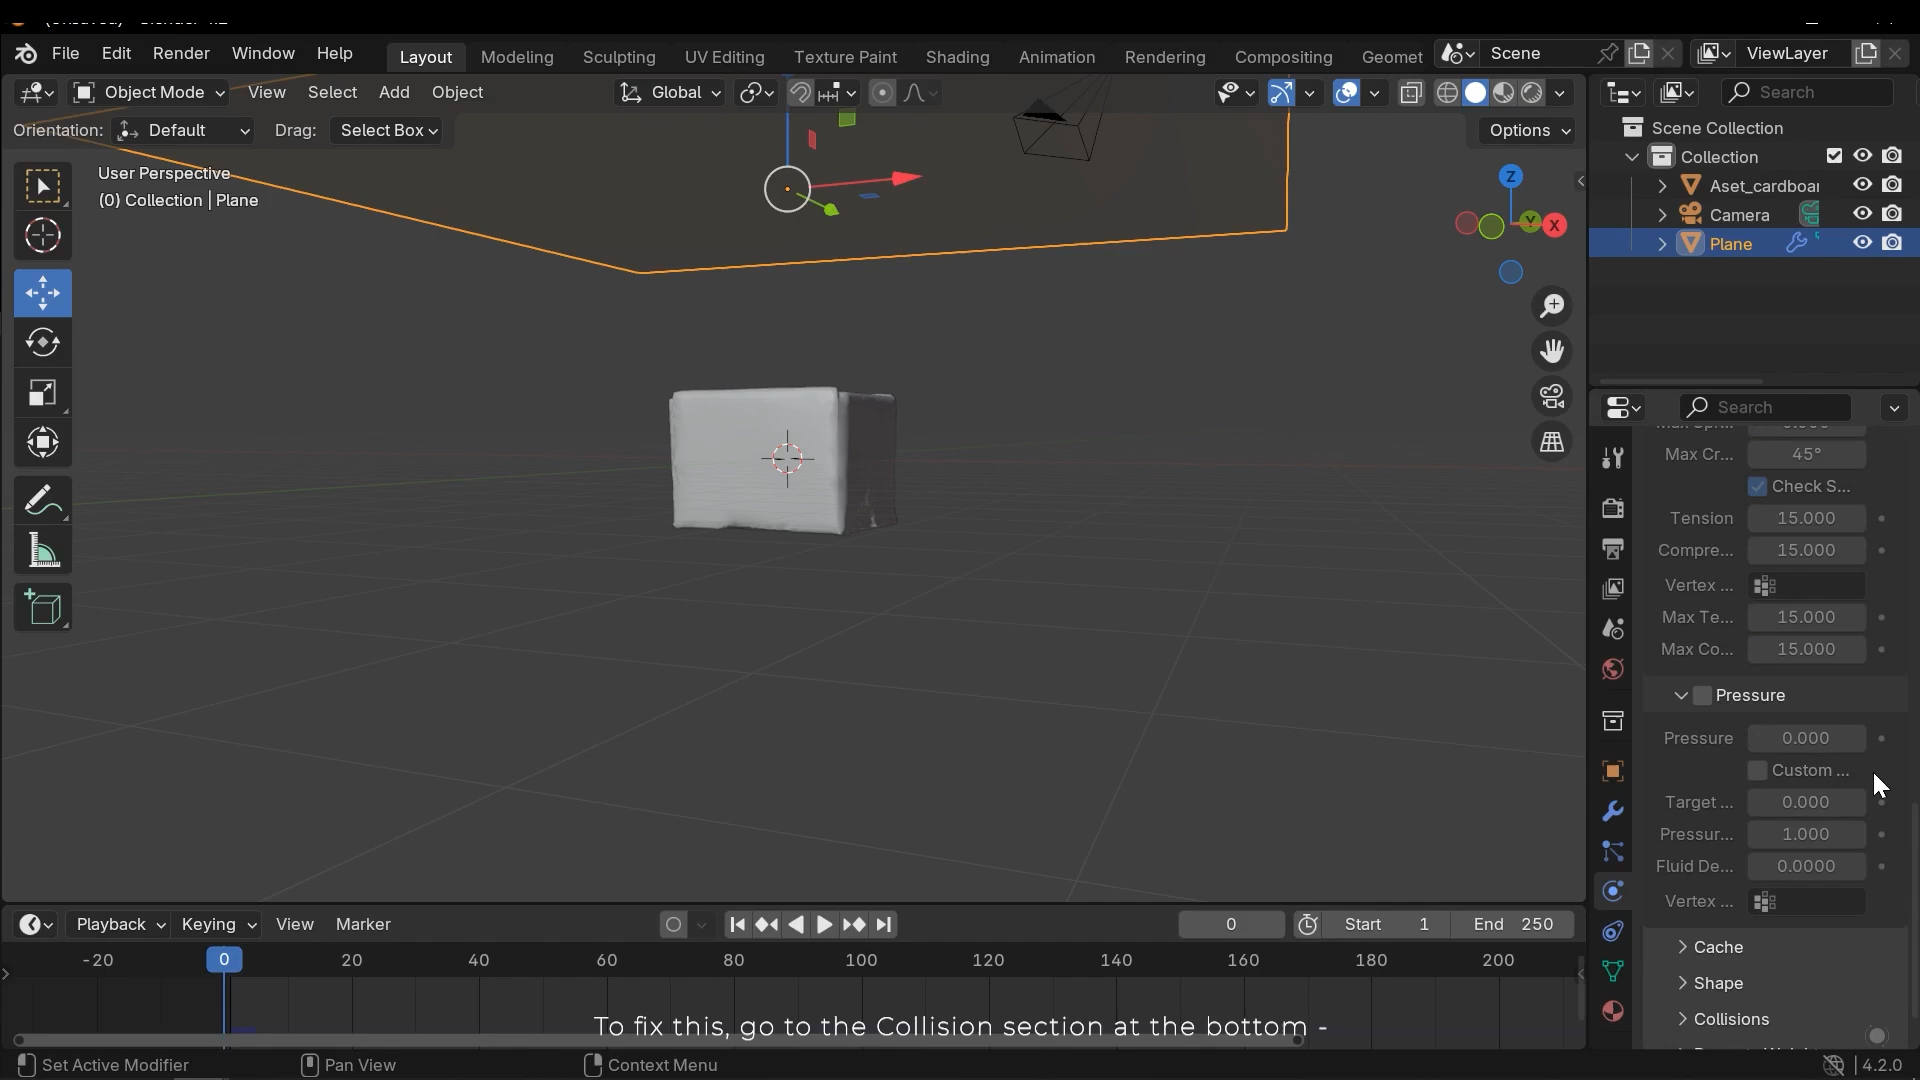 File Edit Render Window Help
Layout Modeling Sculpting UV Editing Texture Paint Shading Animation Rendering Compositing Geomet
Scene
ViewLayer
Object Mode View Select Add Object
Global
Search
Orientation: Default Drag: Select Box
Options
User Perspective
(0) Collection | Plane
Z
Y
X
Scene Collection
Collection
Aset_cardboar
Camera
Plane
Search
Max Cr... 45°
Check S...
Tension 15.000
Compre... 15.000
Vertex ...
Max Te... 15.000
Max Co... 15.000
Pressure
Pressure 0.000
Custom ...
Target ... 0.000
Pressur... 1.000
Fluid De... 0.0000
Vertex ...
Cache
Shape
Collisions
Playback Keying View Marker
0 Start 1 End 250
-20 0 20 40 60 80 100 120 140 160 180 200
To fix this, go to the Collision section at the bottom -
Set Active Modifier Pan View Context Menu 4.2.0